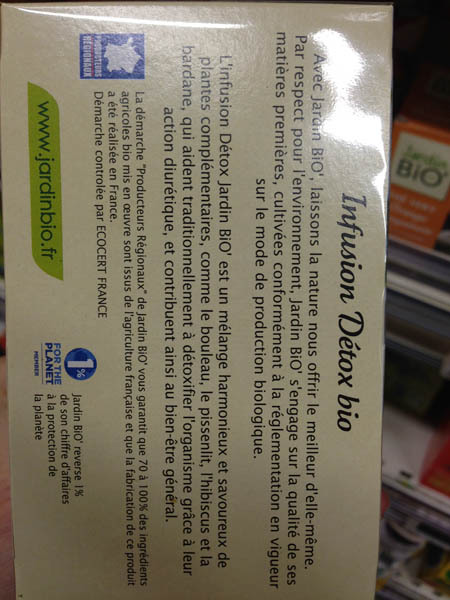 Infusion Détox bio
Avec Jardin BiO', laissons la nature nous offrir le meilleur d'elle-même.
Par respect pour l'environnement, Jardin BiO' s'engage sur la qualité de ses
matières premières, cultivées conformément à la réglementation en vigueur
sur le mode de production biologique.
L'infusion Détox Jardin BiO' est un mélange harmonieux et savoureux de
plantes complémentaires, comme le bouleau, le pissenlit, l'hibiscus et la
bardane, qui aident traditionnellement à détoxifier l'organisme grâce à leur
action diurétique, et contribuent ainsi au bien-être général.
PRODUCTEURS
RÉGIONAUX
La démarche "Producteurs Régionaux" de Jardin BiO' vous garantit que 70 à 100% des ingrédients
agricoles bio mis en œuvre sont issus de l'agriculture française et que la fabrication de ce produit
a été réalisée en France.
Démarche contrôlée par ECOCERT FRANCE
www.jardinbio.fr
1%
FOR THE
PLANET
MEMBER
Jardin BiO' reverse 1%
de son chiffre d'affaires
à la protection de
la planète
Jardin
BiO'